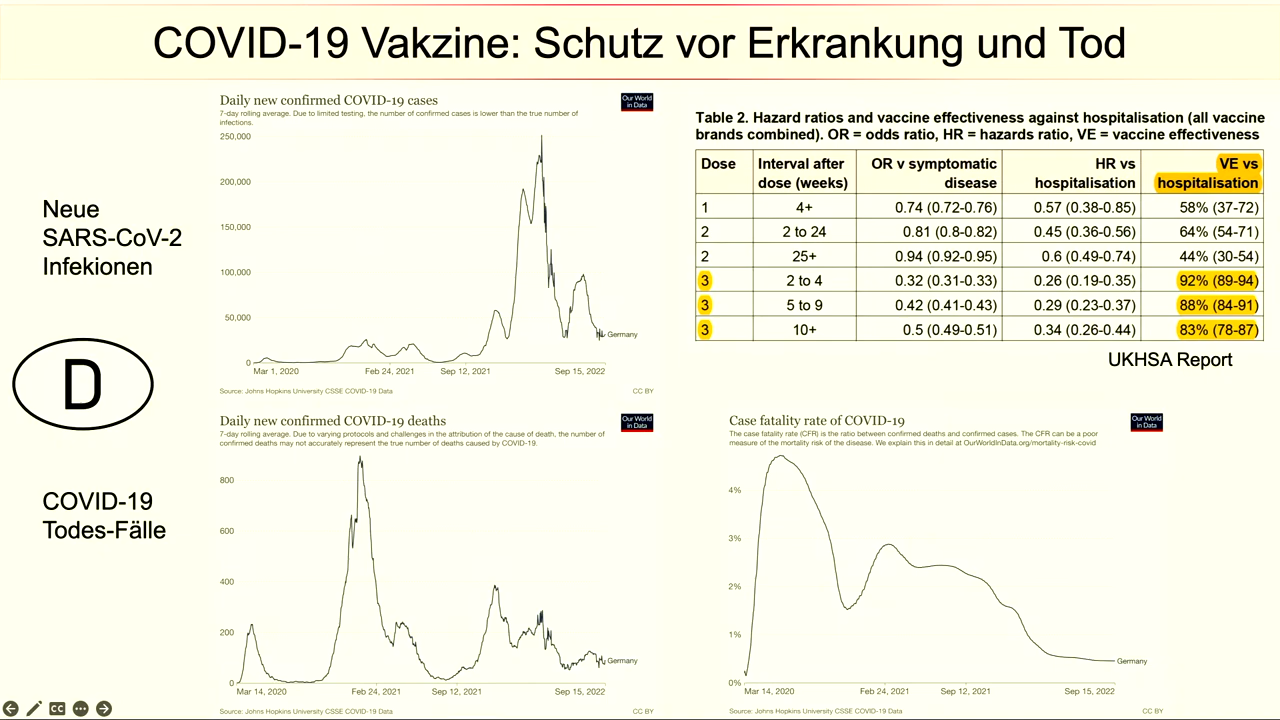 COVID-19 Vakzine: Schutz vor Erkrankung und Tod
Neue
SARS-CoV-2
Infekionen
D
COVID-19
Todes-Fälle
Daily new confirmed COVID-19 cases
7-day rolling average. Due to limited testing, the number of confirmed cases is lower than the true number of
infections.
Our World
in Data
250,000
200,000
150,000
100,000
50,000
0
Germany
Mar 1, 2020 Feb 24, 2021 Sep 12, 2021 Sep 15, 2022
Source: Johns Hopkins University CSSE COVID-19 Data CC BY
Table 2. Hazard ratios and vaccine effectiveness against hospitalisation (all vaccine
brands combined). OR = odds ratio, HR = hazards ratio, VE = vaccine effectiveness
Dose Interval after OR v symptomatic HR vs VE vs
dose (weeks) disease hospitalisation hospitalisation
1 4+ 0.74 (0.72-0.76) 0.57 (0.38-0.85) 58% (37-72)
2 2 to 24 0.81 (0.8-0.82) 0.45 (0.36-0.56) 64% (54-71)
2 25+ 0.94 (0.92-0.95) 0.6 (0.49-0.74) 44% (30-54)
3 2 to 4 0.32 (0.31-0.33) 0.26 (0.19-0.35) 92% (89-94)
3 5 to 9 0.42 (0.41-0.43) 0.29 (0.23-0.37) 88% (84-91)
3 10+ 0.5 (0.49-0.51) 0.34 (0.26-0.44) 83% (78-87)
UKHSA Report
Daily new confirmed COVID-19 deaths
7-day rolling average. Due to varying protocols and challenges in the attribution of the cause of death, the number of
confirmed deaths may not accurately represent the true number of deaths caused by COVID-19.
Our World
in Data
800
600
400
200
0
Germany
Mar 14, 2020 Feb 24, 2021 Sep 12, 2021 Sep 15, 2022
Source: Johns Hopkins University CSSE COVID-19 Data CC BY
Case fatality rate of COVID-19
The case fatality rate (CFR) is the ratio between confirmed deaths and confirmed cases. The CFR can be a poor
measure of the mortality risk of the disease. We explain this in detail at OurWorldInData.org/mortality-risk-covid
Our World
in Data
4%
3%
2%
1%
0%
Germany
Mar 14, 2020 Feb 24, 2021 Sep 12, 2021 Sep 15, 2022
Source: Johns Hopkins University CSSE COVID-19 Data CC BY
CC